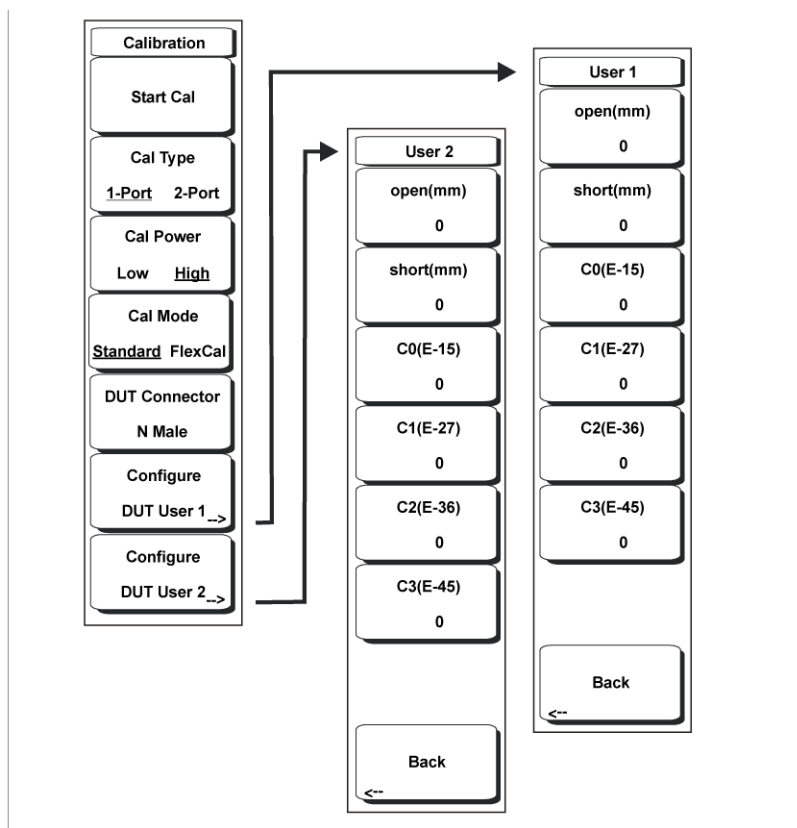 Calibration
Start Cal
Cal Type
1-Port 2-Port
Cal Power
Low High
Cal Mode
Standard FlexCal
DUT Connector
N Male
Configure
DUT User 1 -->
Configure
DUT User 2 -->
User 2
open(mm)
0
short(mm)
0
C0(E-15)
0
C1(E-27)
0
C2(E-36)
0
C3(E-45)
0
Back
<--
User 1
open(mm)
0
short(mm)
0
C0(E-15)
0
C1(E-27)
0
C2(E-36)
0
C3(E-45)
0
Back
<--